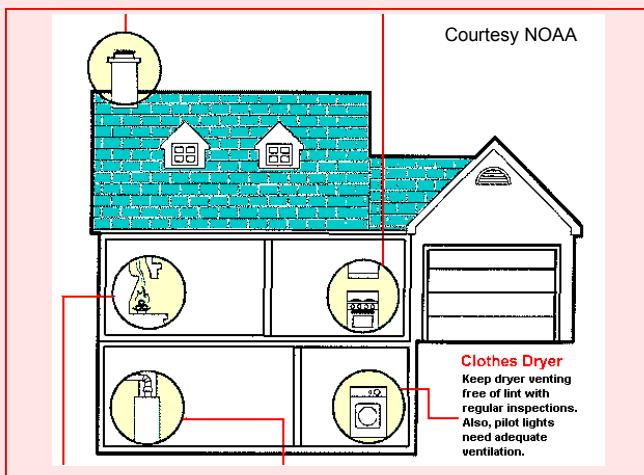 Courtesy NOAA
Clothes Dryer
Keep dryer venting
free of lint with
regular inspections.
Also, pilot lights
need adequate
ventilation.